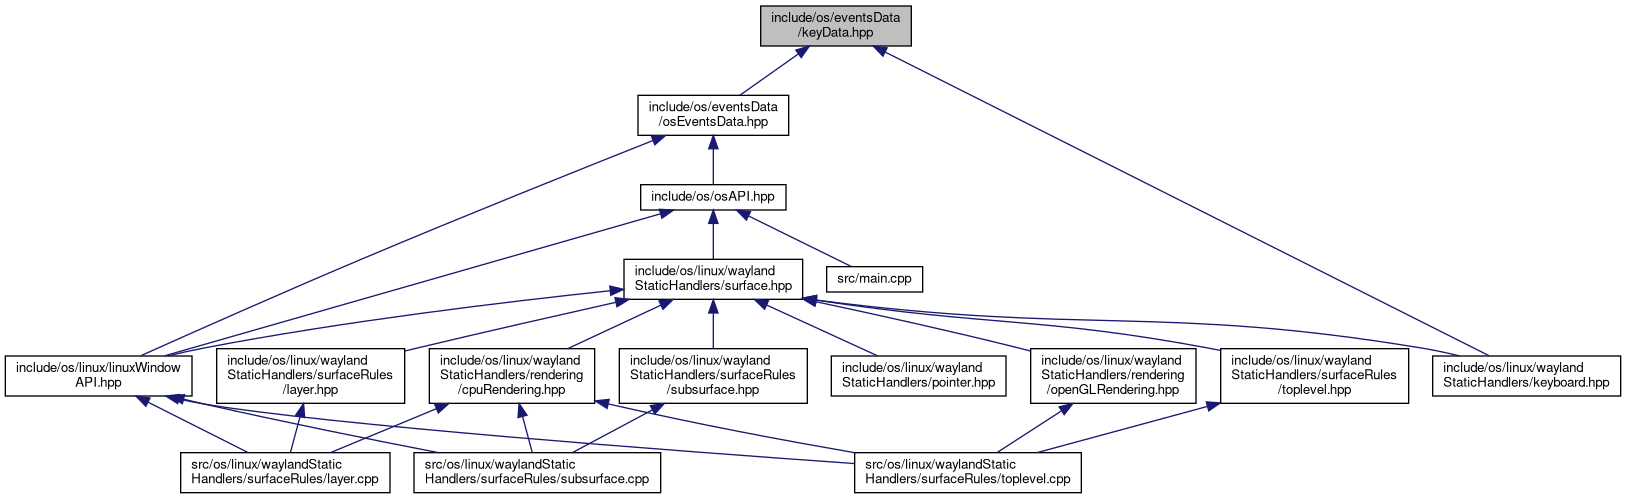 include/os/eventsData
/keyData.hpp
include/os/eventsData
/osEventsData.hpp
include/os/osAPI.hpp
include/os/linux/wayland
StaticHandlers/surface.hpp
src/main.cpp
include/os/linux/linuxWindow
API.hpp
include/os/linux/wayland
StaticHandlers/surfaceRules
/layer.hpp
include/os/linux/wayland
StaticHandlers/rendering
/cpuRendering.hpp
include/os/linux/wayland
StaticHandlers/surfaceRules
/subsurface.hpp
include/os/linux/wayland
StaticHandlers/pointer.hpp
include/os/linux/wayland
StaticHandlers/rendering
/openGLRendering.hpp
include/os/linux/wayland
StaticHandlers/surfaceRules
/toplevel.hpp
include/os/linux/wayland
StaticHandlers/keyboard.hpp
src/os/linux/waylandStatic
Handlers/surfaceRules/layer.cpp
src/os/linux/waylandStatic
Handlers/surfaceRules/subsurface.cpp
src/os/linux/waylandStatic
Handlers/surfaceRules/toplevel.cpp